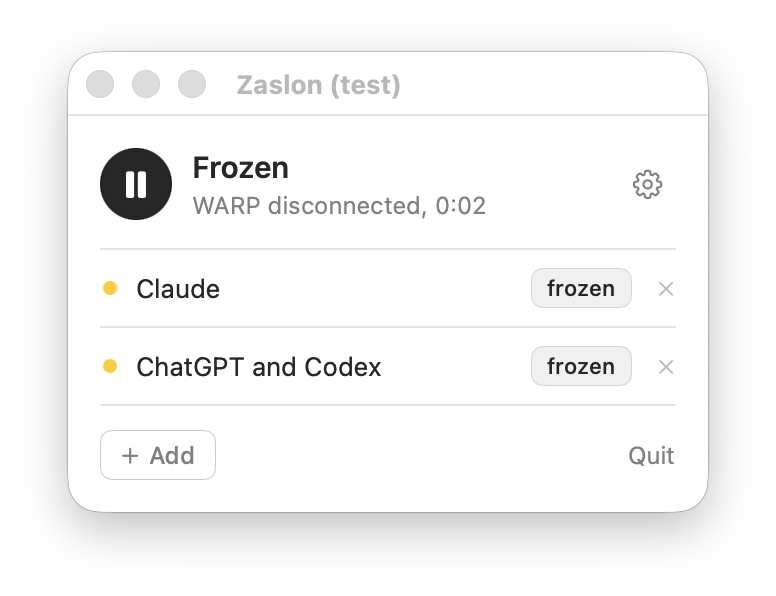 Zaslon (test)
Frozen
WARP disconnected, 0:02
Claude frozen
ChatGPT and Codex frozen
+ Add Quit